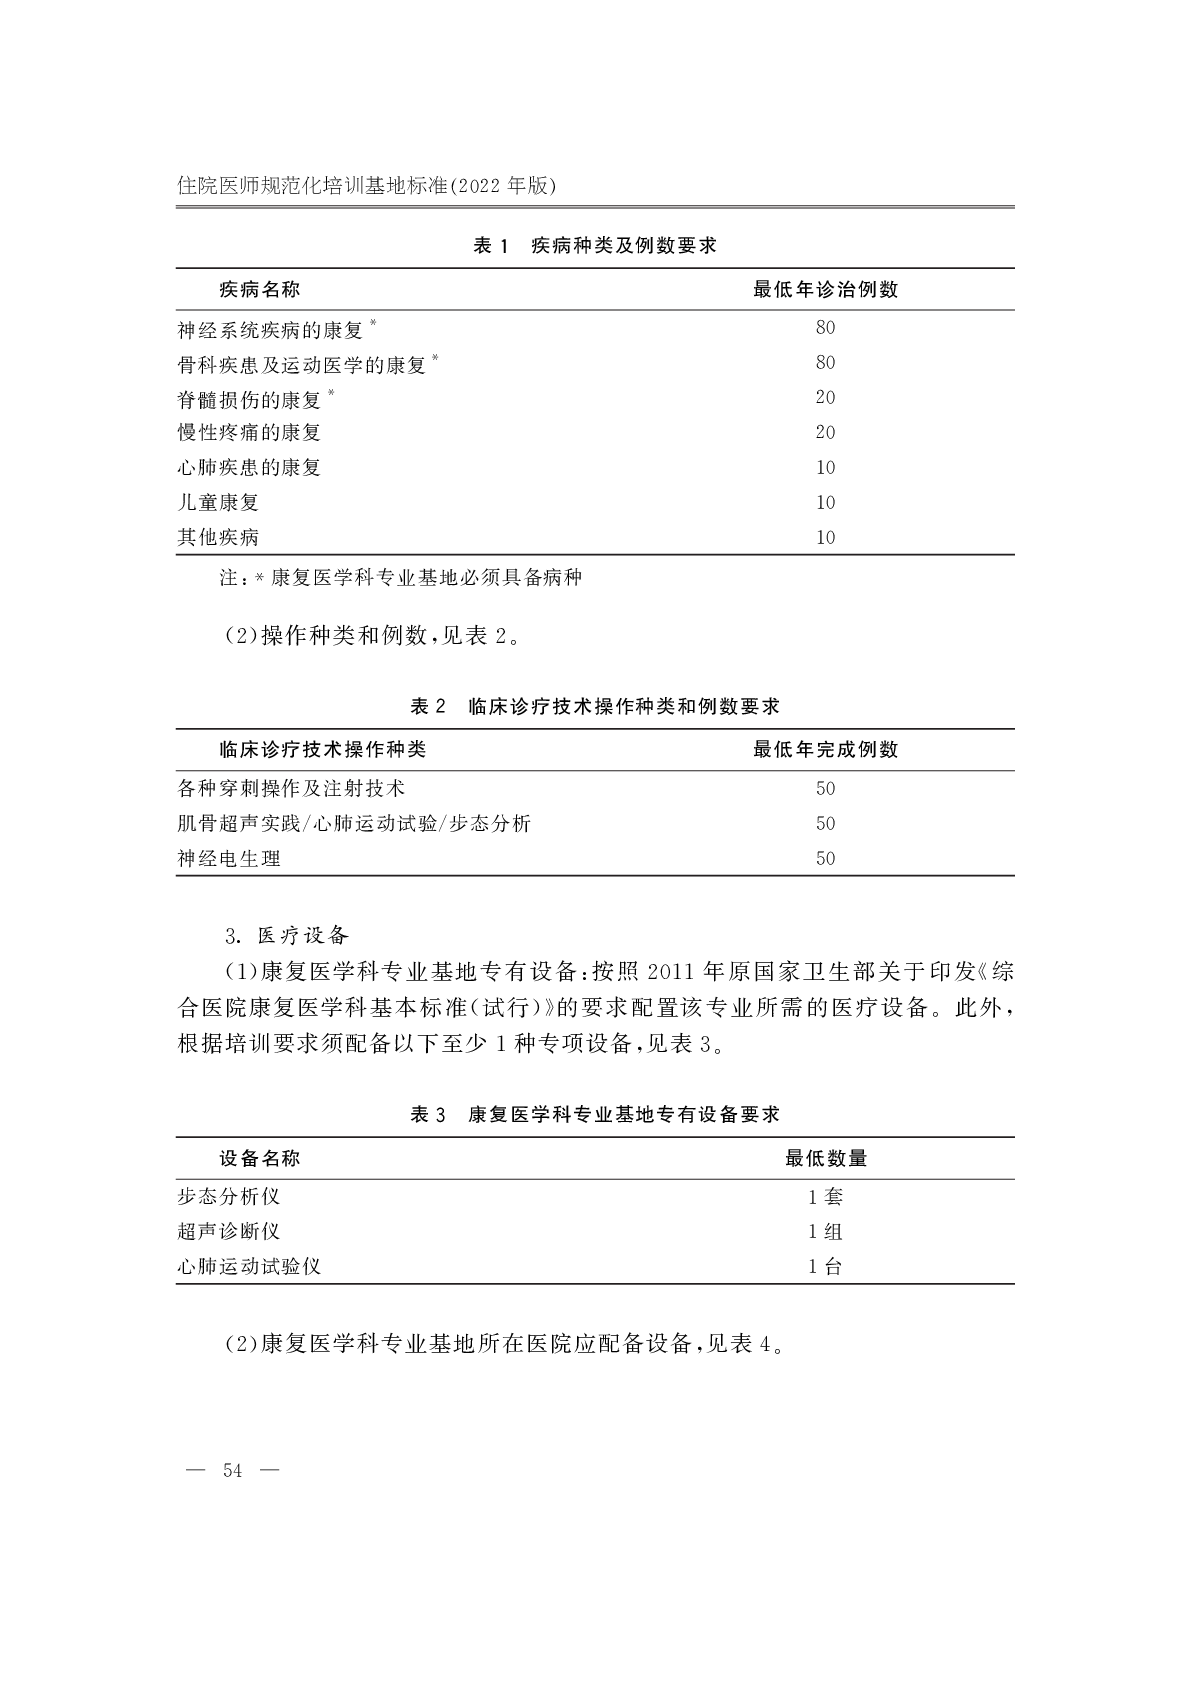 住院医师规范化培训基地标准(2022 年版)
表 1 疾病种类及例数要求
疾病名称 最低年诊治例数
神经系统疾病的康复 * 80
骨科疾患及运动医学的康复 * 80
脊髓损伤的康复 * 20
慢性疼痛的康复 20
心肺疾患的康复 10
儿童康复 10
其他疾病 10
注:* 康复医学科专业基地必须具备病种
(2)操作种类和例数,见表 2。
表 2 临床诊疗技术操作种类和例数要求
临床诊疗技术操作种类 最低年完成例数
各种穿刺操作及注射技术 50
肌骨超声实践/心肺运动试验/步态分析 50
神经电生理 50
3. 医疗设备
(1)康复医学科专业基地专有设备:按照 2011 年原国家卫生部关于印发《综
合医院康复医学科基本标准(试行)》的要求配置该专业所需的医疗设备。此外,
根据培训要求须配备以下至少 1 种专项设备,见表 3。
表 3 康复医学科专业基地专有设备要求
设备名称 最低数量
步态分析仪 1 套
超声诊断仪 1 组
心肺运动试验仪 1 台
(2)康复医学科专业基地所在医院应配备设备,见表 4。
— 54 —